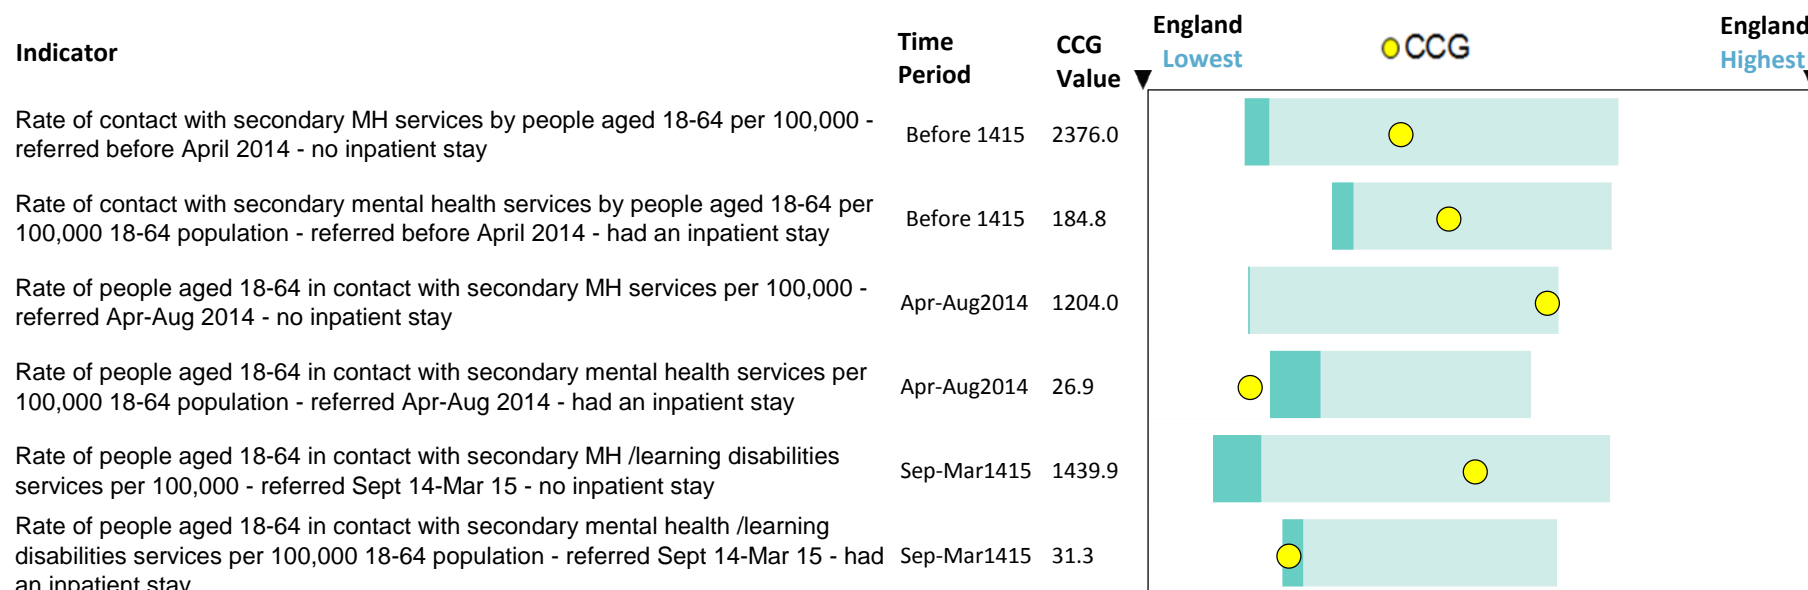 England
England
Indicator
Time Period
CCG Value
Lowest
CCG
Highest
Rate of contact with secondary MH services by people aged 18-64 per 100,000 -
referred before April 2014 - no inpatient stay
Before 1415 2376.0
Rate of contact with secondary mental health services by people aged 18-64 per
100,000 18-64 population - referred before April 2014 - had an inpatient stay
Before 1415 184.8
Rate of people aged 18-64 in contact with secondary MH services per 100,000 -
referred Apr-Aug 2014 - no inpatient stay
Apr-Aug2014 1204.0
Rate of people aged 18-64 in contact with secondary mental health services per
100,000 18-64 population - referred Apr-Aug 2014 - had an inpatient stay
Apr-Aug2014 26.9
Rate of people aged 18-64 in contact with secondary MH /learning disabilities
services per 100,000 - referred Sept 14-Mar 15 - no inpatient stay
Sep-Mar1415 1439.9
Rate of people aged 18-64 in contact with secondary mental health /learning
disabilities services per 100,000 18-64 population - referred Sept 14-Mar 15 - had
an inpatient stay
Sep-Mar1415 31.3